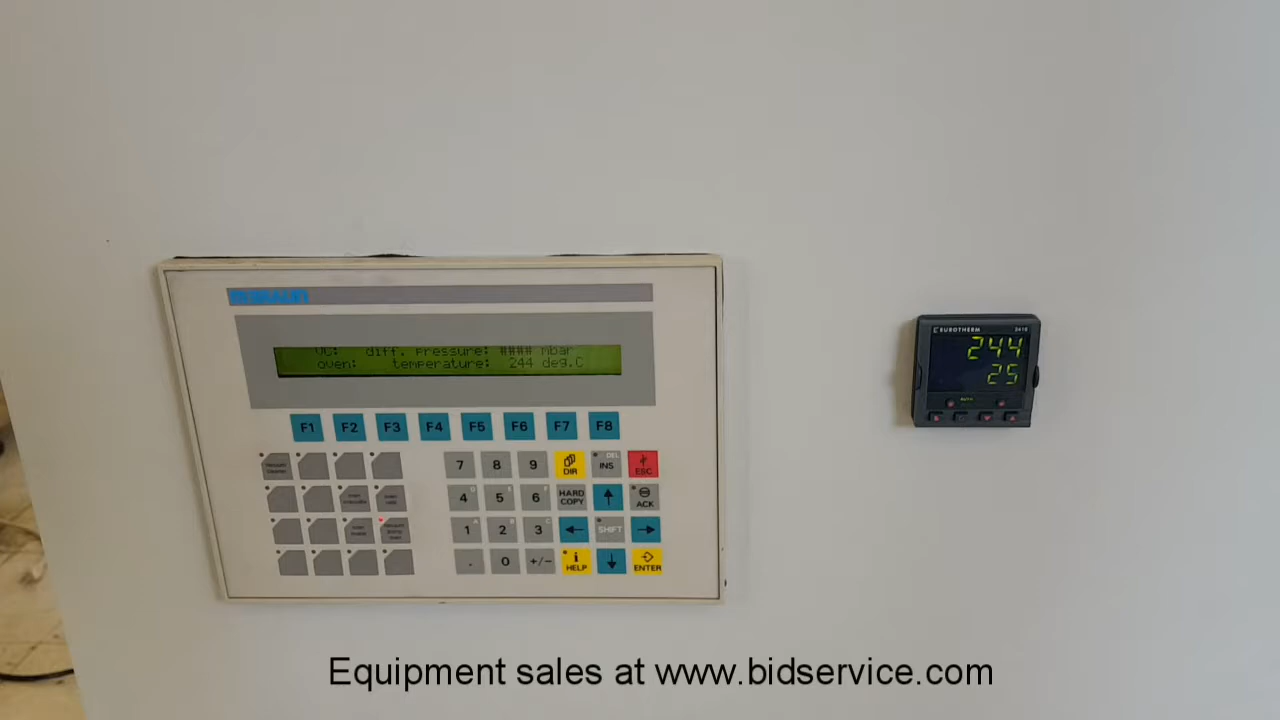 VC: diff. pressure: #### mbar
oven: temperature: 244 deg.C
EUROTHERM
244
25
F1 F2 F3 F4 F5 F6 F7 F8
7 8 9 DIR INS DEL ESC
4 5 6 HARD COPY ACK
1 2 3 SHIFT
. 0 +/- HELP ENTER
Equipment sales at www.bidservice.com